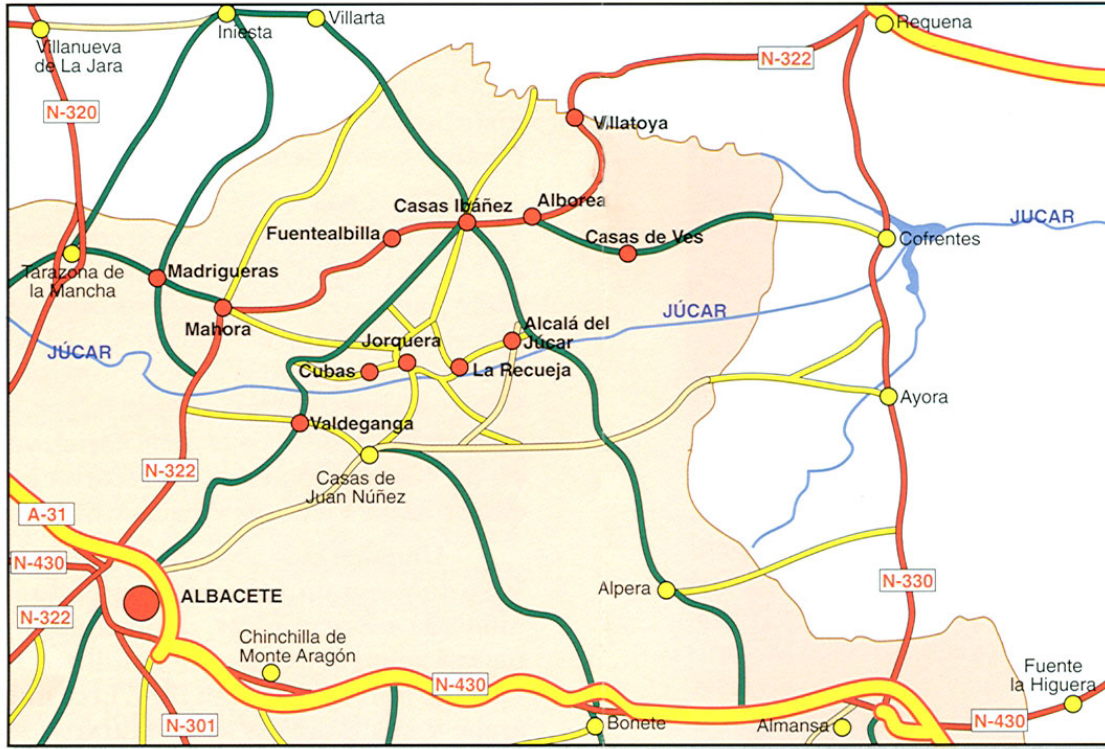 Iniesta
Villarta
Requena
Villanueva
de La Jara
N-322
N-320
Villatoya
Casas Ibáñez
Alborea
JUCAR
Fuentealbilla
Casas de Ves
Cofrentes
Tarazona de
la Mancha
Madrigueras
Mahora
JÚCAR
Alcalá del
Júcar
Jorquera
JÚCAR
Cubas
La Recueja
Ayora
Valdeganga
N-322
Casas de
Juan Núñez
A-31
N-430
N-330
Alpera
ALBACETE
N-322
Chinchilla de
Monte Aragón
N-430
Fuente
la Higuera
N-301
Bonete
Almansa
N-430